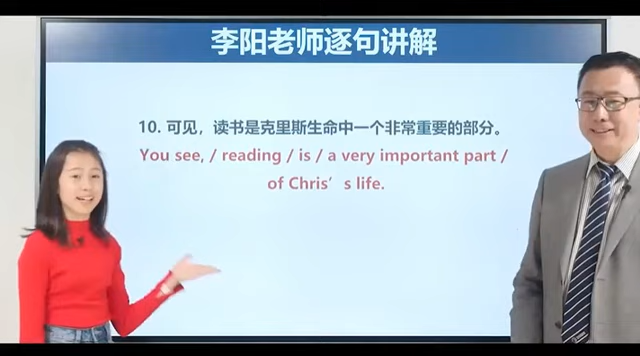 李阳老师逐句讲解
10. 可见，读书是克里斯生命中一个非常重要的部分。
You see, / reading / is / a very important part /
of Chris’s life.